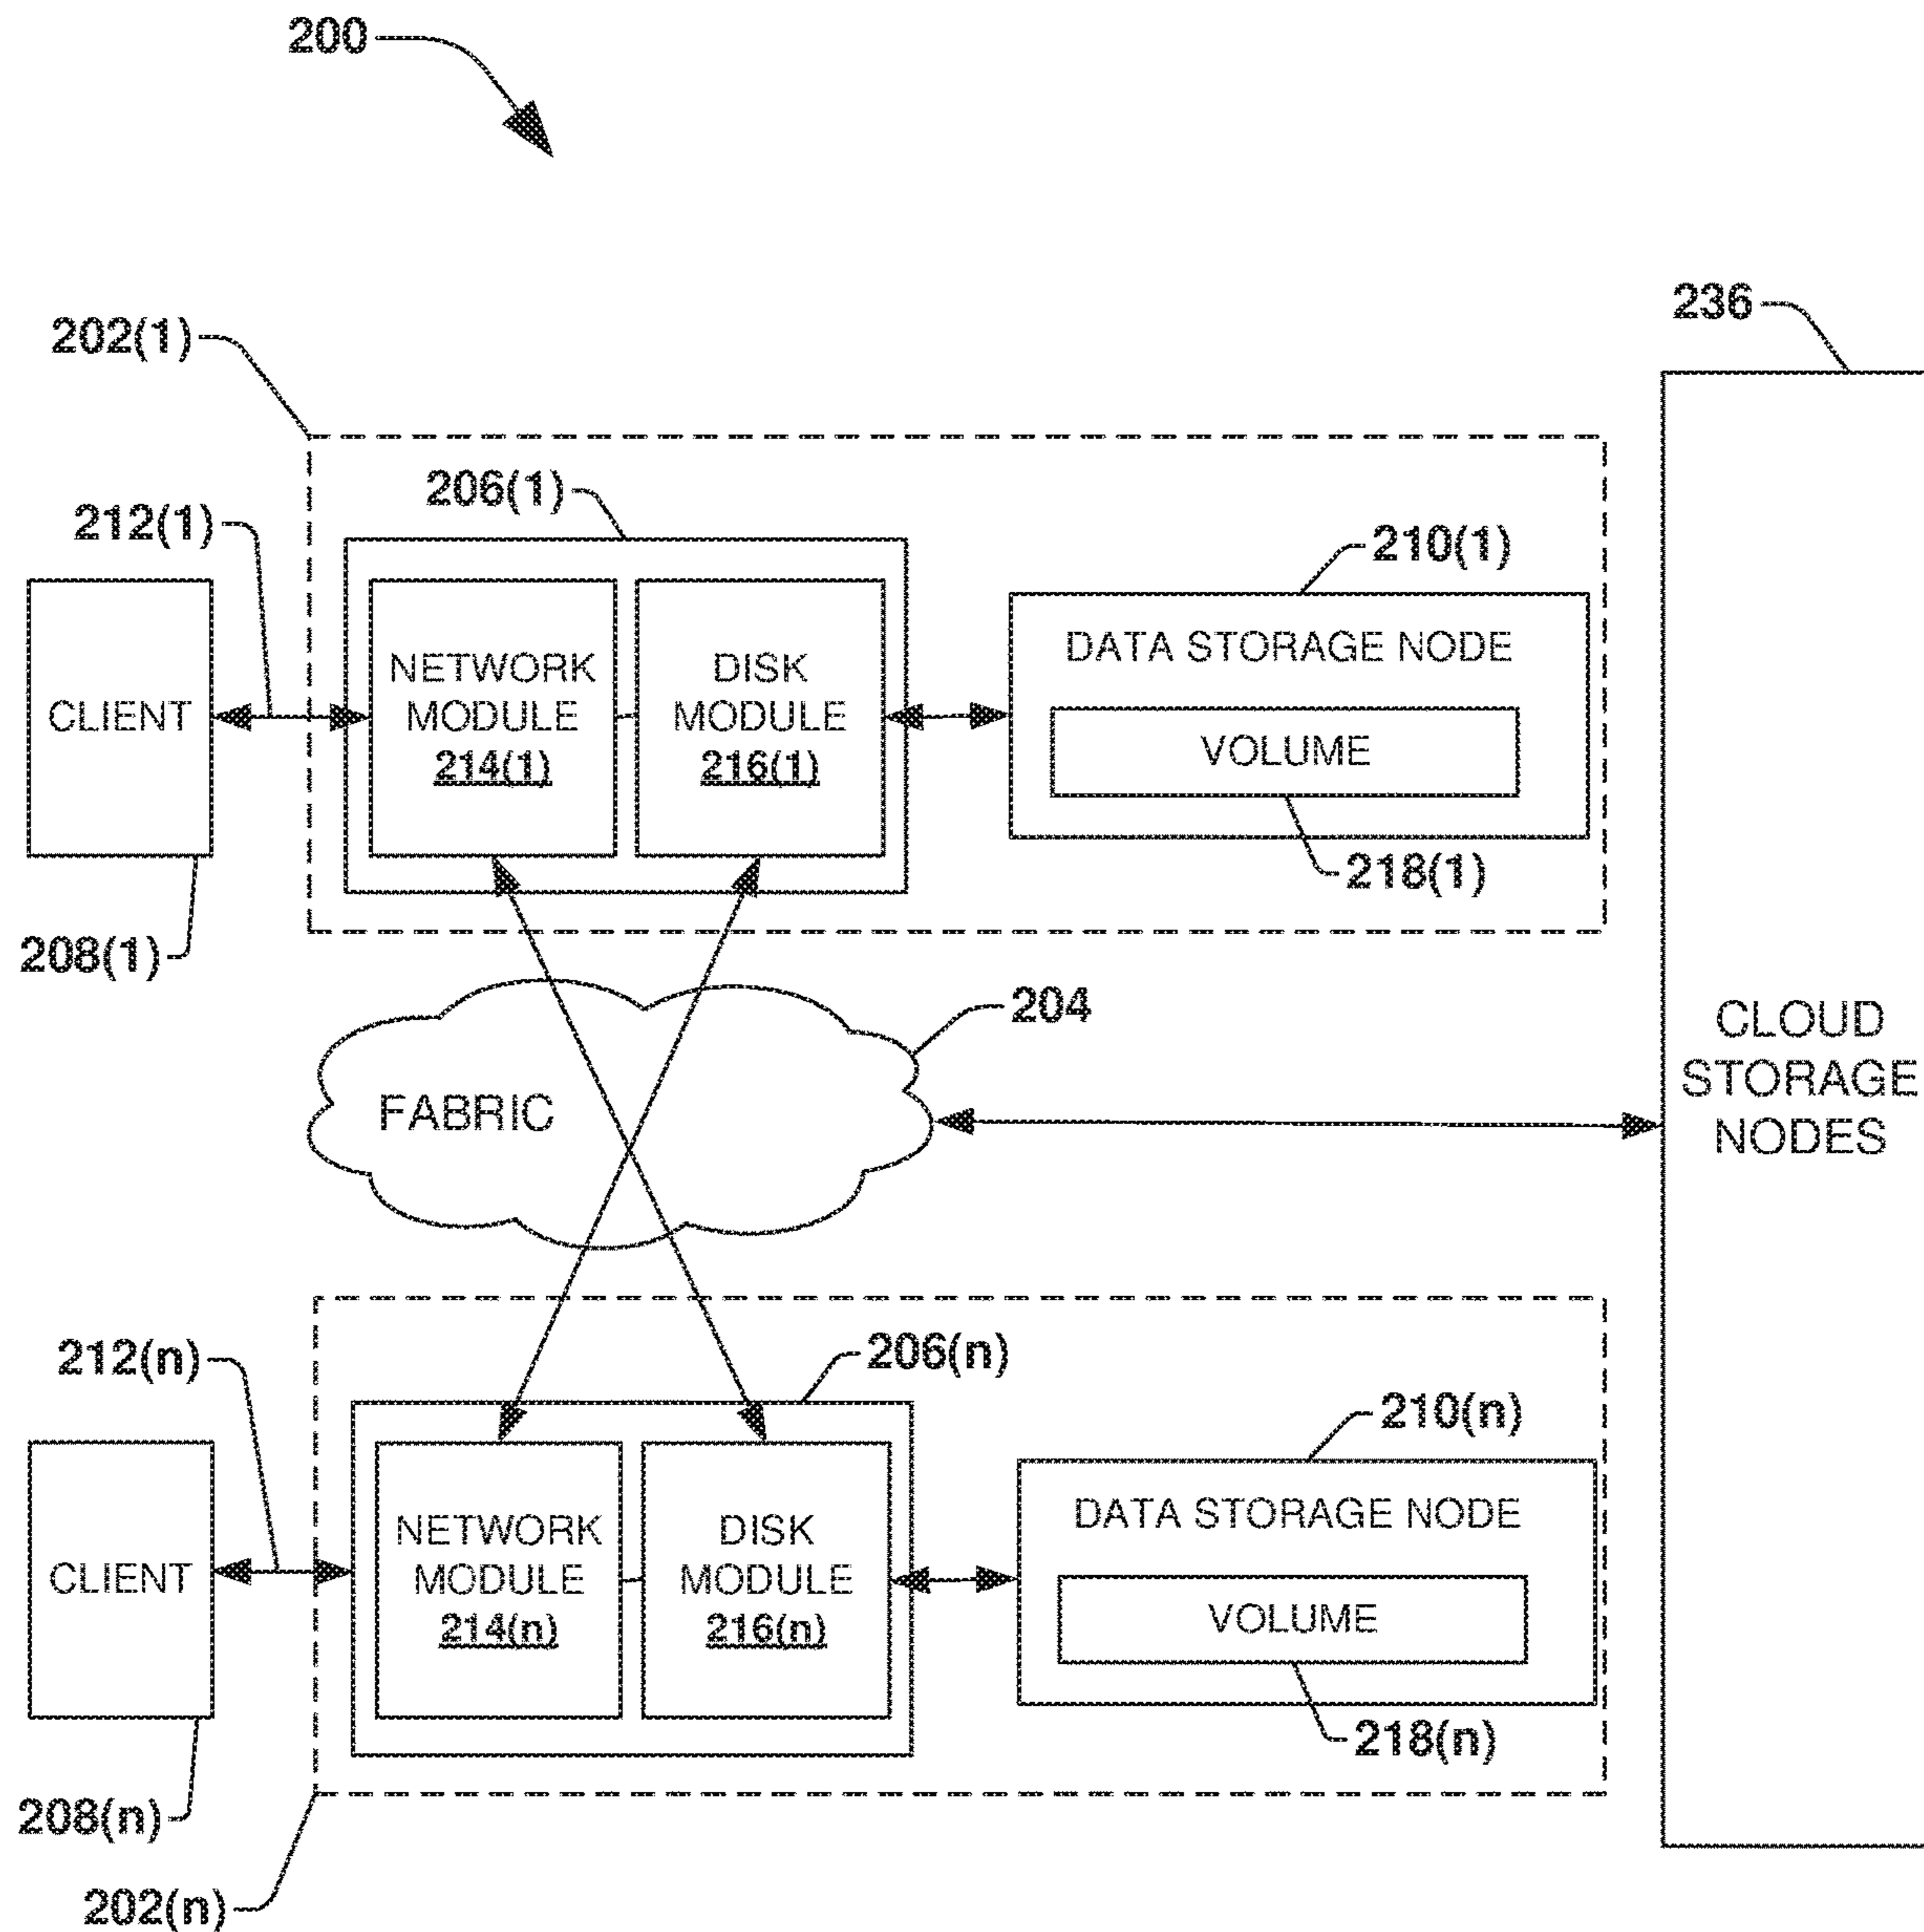 200
236
202(1)
206(1)
212(1)
210(1)
CLIENT
NETWORK
MODULE
214(1)
DISK
MODULE
216(1)
DATA STORAGE NODE
VOLUME
218(1)
208(1)
204
FABRIC
CLOUD
STORAGE
NODES
212(n)
206(n)
210(n)
CLIENT
NETWORK
MODULE
214(n)
DISK
MODULE
216(n)
DATA STORAGE NODE
VOLUME
218(n)
208(n)
202(n)